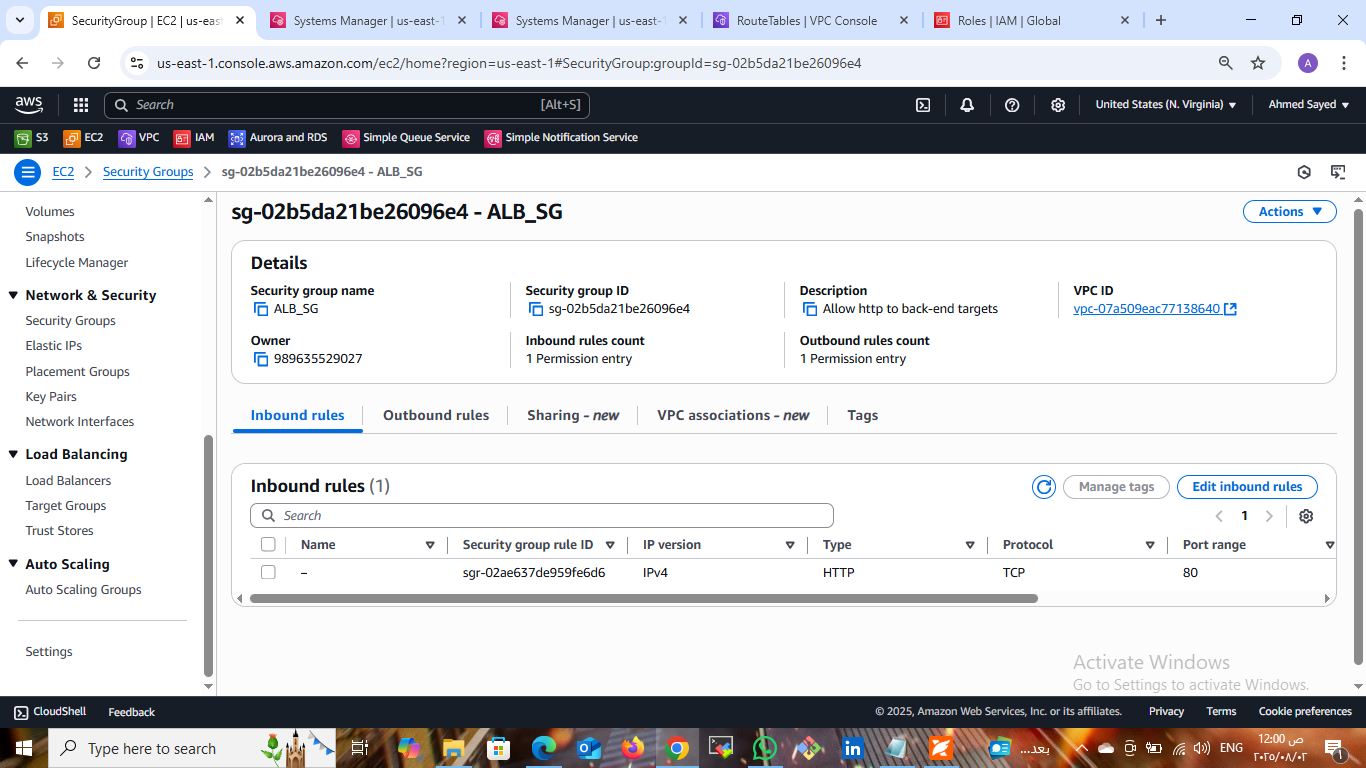 SecurityGroup | EC2 | us-eas
Systems Manager | us-east-1
Systems Manager | us-east-1
RouteTables | VPC Console
Roles | IAM | Global
us-east-1.console.aws.amazon.com/ec2/home?region=us-east-1#SecurityGroup:groupId=sg-02b5da21be26096e4
A
aws
Search
[Alt+S]
United States (N. Virginia)
Ahmed Sayed
S3
EC2
VPC
IAM
Aurora and RDS
Simple Queue Service
Simple Notification Service
EC2
Security Groups
sg-02b5da21be26096e4 - ALB_SG
Volumes
Snapshots
Lifecycle Manager
Network & Security
Security Groups
Elastic IPs
Placement Groups
Key Pairs
Network Interfaces
Load Balancing
Load Balancers
Target Groups
Trust Stores
Auto Scaling
Auto Scaling Groups
Settings
sg-02b5da21be26096e4 - ALB_SG
Actions
Details
Security group name
ALB_SG
Security group ID
sg-02b5da21be26096e4
Description
Allow http to back-end targets
VPC ID
vpc-07a509eac77138640
Owner
989635529027
Inbound rules count
1 Permission entry
Outbound rules count
1 Permission entry
Inbound rules
Outbound rules
Sharing - new
VPC associations - new
Tags
Inbound rules (1)
Manage tags
Edit inbound rules
Search
1
Name
Security group rule ID
IP version
Type
Protocol
Port range
–
sgr-02ae637de959fe6d6
IPv4
HTTP
TCP
80
Activate Windows
Go to Settings to activate Windows.
CloudShell
Feedback
© 2025, Amazon Web Services, Inc. or its affiliates.
Privacy
Terms
Cookie preferences
Type here to search
بعد...
ENG
12:00 ص
٢٠٢٥/٠٨/٠٢
1